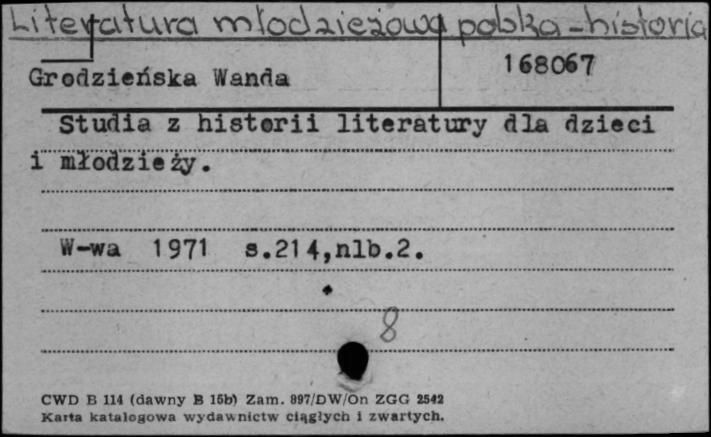 Literatura młodzieżowa polska - historia
168067
Grodzieńska Wanda
Studia z historii literatury dla dzieci
i młodzieży.
W-wa 1971 s.214,nlb.2.
8
CWD B 114 (dawny B 15b) Zam. 897/DW/On ZGG 2542
Karta katalogowa wydawnictw ciągłych i zwartych.